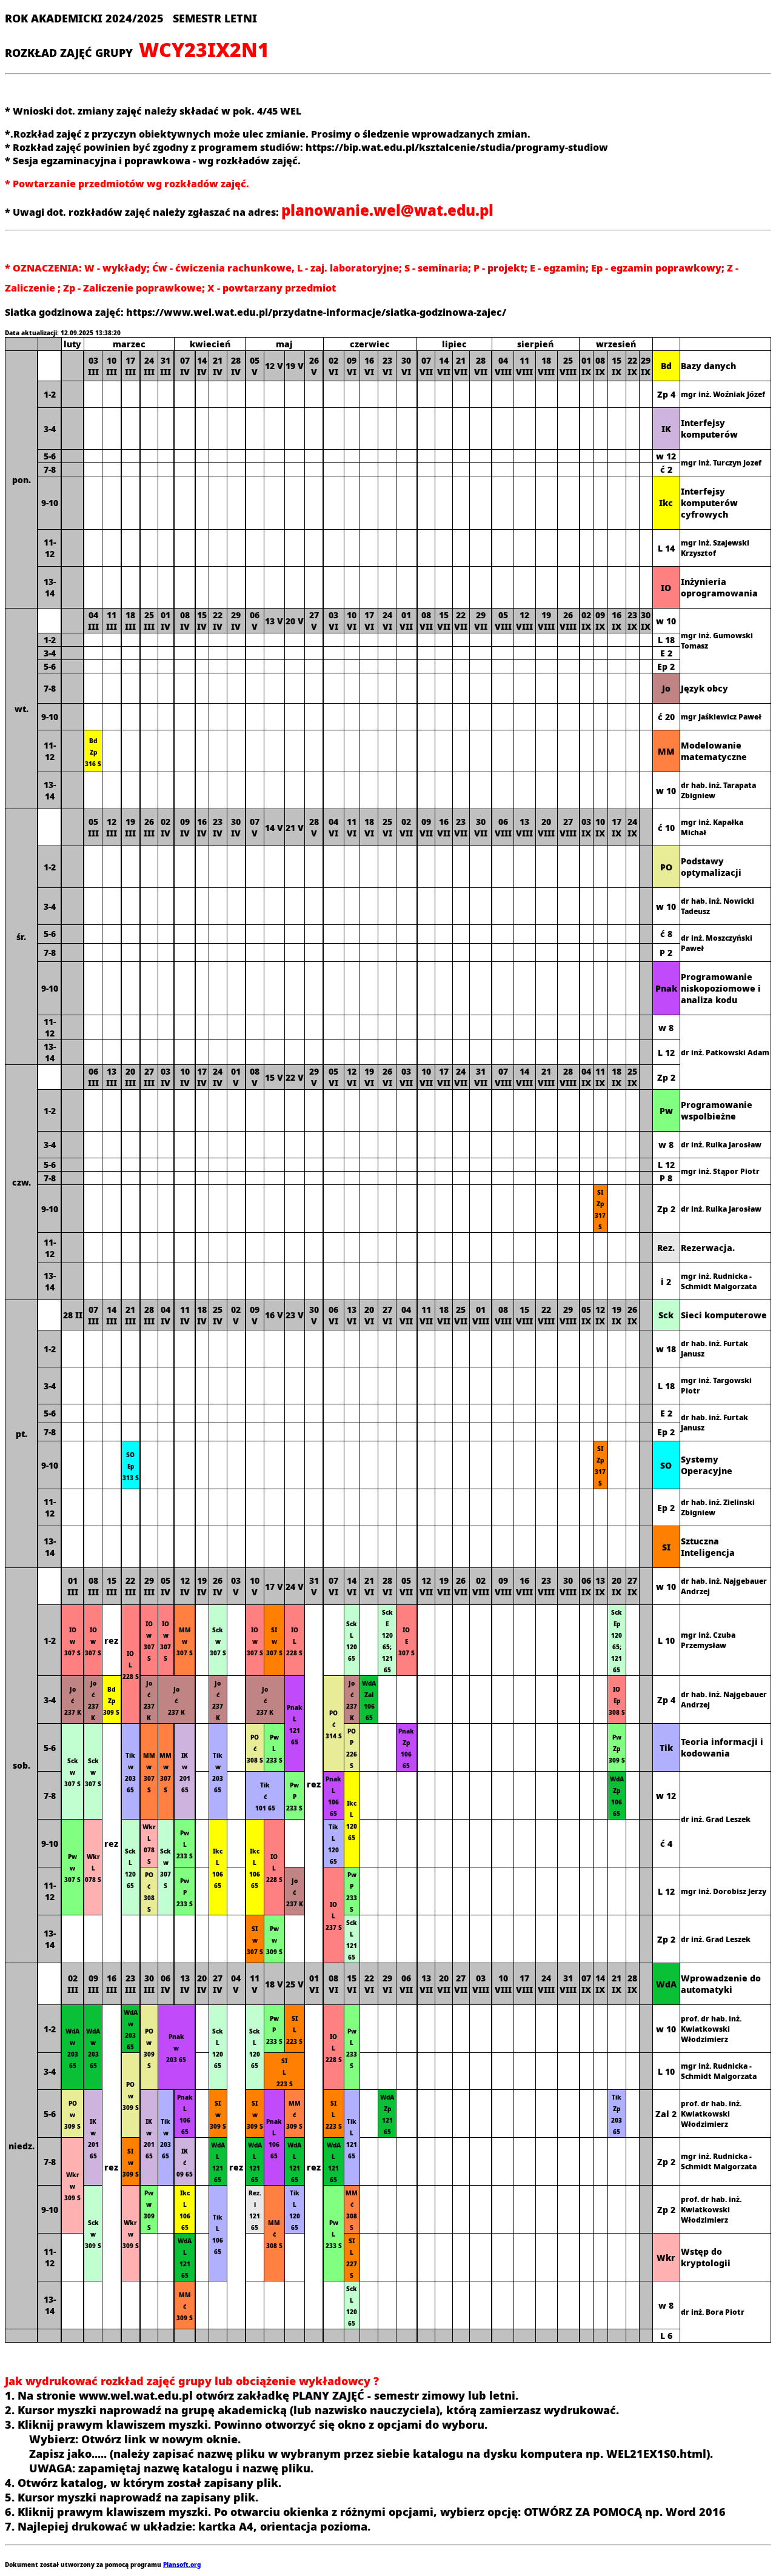 ROK AKADEMICKI 2024/2025 SEMESTR LETNI
ROZKŁAD ZAJĘĆ GRUPY WCY23IX2N1
* Wnioski dot. zmiany zajęć należy składać w pok. 4/45 WEL
*.Rozkład zajęć z przyczyn obiektywnych może ulec zmianie. Prosimy o śledzenie wprowadzanych zmian.
* Rozkład zajęć powinien być zgodny z programem studiów: https://bip.wat.edu.pl/ksztalcenie/studia/programy-studiow
* Sesja egzaminacyjna i poprawkowa - wg rozkładów zajęć.
* Powtarzanie przedmiotów wg rozkładów zajęć.
* Uwagi dot. rozkładów zajęć należy zgłaszać na adres: planowanie.wel@wat.edu.pl
* OZNACZENIA: W - wykłady; Ćw - ćwiczenia rachunkowe, L - zaj. laboratoryjne; S - seminaria; P - projekt; E - egzamin; Ep - egzamin poprawkowy; Z -
Zaliczenie ; Zp - Zaliczenie poprawkowe; X - powtarzany przedmiot
Siatka godzinowa zajęć: https://www.wel.wat.edu.pl/przydatne-informacje/siatka-godzinowa-zajec/
Data aktualizacji: 12.09.2025 13:38:20
luty marzec kwiecień maj czerwiec lipiec sierpień wrzesień
pon. 03 III 10 III 17 III 24 III 31 III 07 IV 14 IV 21 IV 28 IV 05 V 12 V 19 V 26 V 02 VI 09 VI 16 VI 23 VI 30 VI 07 VII 14 VII 21 VII 28 VII 04 VIII 11 VIII 18 VIII 25 VIII 01 IX 08 IX 15 IX 22 IX 29 IX Bd Bazy danych
1-2 Zp 4 mgr inż. Woźniak Józef
3-4 IK Interfejsy komputerów
5-6 w 12 mgr inż. Turczyn Jozef
7-8 ć 2
9-10 Ikc Interfejsy komputerów cyfrowych
11-12 L 14 mgr inż. Szajewski Krzysztof
13-14 IO Inżynieria oprogramowania
wt. 04 III 11 III 18 III 25 III 01 IV 08 IV 15 IV 22 IV 29 IV 06 V 13 V 20 V 27 V 03 VI 10 VI 17 VI 24 VI 01 VII 08 VII 15 VII 22 VII 29 VII 05 VIII 12 VIII 19 VIII 26 VIII 02 IX 09 IX 16 IX 23 IX 30 IX w 10 mgr inż. Gumowski Tomasz
1-2 L 18
3-4 E 2
5-6 Ep 2
7-8 Jo Język obcy
9-10 ć 20 mgr Jaśkiewicz Paweł
11-12 Bd Zp 316 S MM Modelowanie matematyczne
13-14 w 10 dr hab. inż. Tarapata Zbigniew
śr. 05 III 12 III 19 III 26 III 02 IV 09 IV 16 IV 23 IV 30 IV 07 V 14 V 21 V 28 V 04 VI 11 VI 18 VI 25 VI 02 VII 09 VII 16 VII 23 VII 30 VII 06 VIII 13 VIII 20 VIII 27 VIII 03 IX 10 IX 17 IX 24 IX ć 10 mgr inż. Kapałka Michał
1-2 PO Podstawy optymalizacji
3-4 w 10 dr hab. inż. Nowicki Tadeusz
5-6 ć 8 dr inż. Moszczyński Paweł
7-8 P 2
9-10 Pnak Programowanie niskopoziomowe i analiza kodu
11-12 w 8 dr inż. Patkowski Adam
13-14 L 12
czw. 06 III 13 III 20 III 27 III 03 IV 10 IV 17 IV 24 IV 01 V 08 V 15 V 22 V 29 V 05 VI 12 VI 19 VI 26 VI 03 VII 10 VII 17 VII 24 VII 31 VII 07 VIII 14 VIII 21 VIII 28 VIII 04 IX 11 IX 18 IX 25 IX Zp 2
1-2 Pw Programowanie wspolbieżne
3-4 w 8 dr inż. Rulka Jarosław
5-6 L 12 mgr inż. Stąpor Piotr
7-8 P 8
9-10 SI Zp 317 S Zp 2 dr inż. Rulka Jarosław
11-12 Rez. Rezerwacja.
13-14 i 2 mgr inż. Rudnicka - Schmidt Malgorzata
pt. 28 II 07 III 14 III 21 III 28 III 04 IV 11 IV 18 IV 25 IV 02 V 09 V 16 V 23 V 30 V 06 VI 13 VI 20 VI 27 VI 04 VII 11 VII 18 VII 25 VII 01 VIII 08 VIII 15 VIII 22 VIII 29 VIII 05 IX 12 IX 19 IX 26 IX Sck Sieci komputerowe
1-2 w 18 dr hab. inż. Furtak Janusz
3-4 L 18 mgr inż. Targowski Piotr
5-6 E 2 dr hab. inż. Furtak Janusz
7-8 Ep 2
9-10 SO Ep 313 S SI Zp 317 S SO Systemy Operacyjne
11-12 Ep 2 dr hab. inż. Zielinski Zbigniew
13-14 SI Sztuczna Inteligencja
sob. 01 III 08 III 15 III 22 III 29 III 05 IV 12 IV 19 IV 26 IV 03 V 10 V 17 V 24 V 31 V 07 VI 14 VI 21 VI 28 VI 05 VII 12 VII 19 VII 26 VII 02 VIII 09 VIII 16 VIII 23 VIII 30 VIII 06 IX 13 IX 20 IX 27 IX w 10 dr hab. inż. Najgebauer Andrzej
1-2 IO w 307 S IO w 307 S rez IO L 228 S IO w 307 S IO w 307 S MM w 307 S Sck w 307 S IO w 307 S SI w 307 S IO L 228 S rez Sck L 120 65 Sck E 120 65; 121 65 IO E 307 S Sck Ep 120 65; 121 65 L 10 mgr inż. Czuba Przemysław
3-4 Jo ć 237 K Jo ć 237 K Bd Zp 309 S Jo ć 237 K Jo ć 237 K Jo ć 237 K Jo ć 237 K Pnak L 121 65 PO ć 314 S Jo ć 237 K WdA Zal 106 65 IO Ep 308 S Zp 4 dr hab. inż. Najgebauer Andrzej
5-6 Sck w 307 S Sck w 307 S rez Tik w 203 65 MM w 307 S MM w 307 S IK w 201 65 Tik w 203 65 PO ć 308 S Pw L 233 S PO P 226 S Pnak Zp 106 65 Pw Zp 309 S Tik Teoria informacji i kodowania
7-8 Tik ć 101 65 Pw P 233 S Pnak L 106 65 Ikc L 120 65 WdA Zp 106 65 w 12 dr inż. Grad Leszek
9-10 Pw w 307 S Wkr L 078 S Sck L 120 65 Wkr L 078 S Sck w 307 S Pw L 233 S Ikc L 106 65 Ikc L 106 65 IO L 228 S Tik L 120 65 ć 4
11-12 PO ć 308 S Pw P 233 S Jo ć 237 K IO L 237 S Pw P 233 S L 12 mgr inż. Dorobisz Jerzy
13-14 SI w 307 S Pw w 309 S Sck L 121 65 Zp 2 dr inż. Grad Leszek
niedz. 02 III 09 III 16 III 23 III 30 III 06 IV 13 IV 20 IV 27 IV 04 V 11 V 18 V 25 V 01 VI 08 VI 15 VI 22 VI 29 VI 06 VII 13 VII 20 VII 27 VII 03 VIII 10 VIII 17 VIII 24 VIII 31 VIII 07 IX 14 IX 21 IX 28 IX WdA Wprowadzenie do automatyki
1-2 WdA w 203 65 WdA w 203 65 rez WdA w 203 65 PO w 309 S Pnak w 203 65 Sck L 120 65 rez Sck L 120 65 Pw P 233 S SI L 223 S rez IO L 228 S Pw L 233 S w 10 prof. dr hab. inż. Kwiatkowski Włodzimierz
3-4 PO w 309 S SI L 223 S L 10 mgr inż. Rudnicka - Schmidt Malgorzata
5-6 PO w 309 S IK w 201 65 IK w 201 65 Tik w 203 65 Pnak L 106 65 SI w 309 S SI w 309 S Pnak L 106 65 MM ć 309 S SI L 223 S Tik L 121 65 WdA Zp 121 65 Tik Zp 203 65 Zal 2 prof. dr hab. inż. Kwiatkowski Włodzimierz
7-8 Wkr w 309 S SI w 309 S IK ć 09 65 WdA L 121 65 WdA L 121 65 WdA L 121 65 WdA L 121 65 Zp 2 mgr inż. Rudnicka - Schmidt Malgorzata
9-10 Sck w 309 S Wkr w 309 S Pw w 309 S Ikc L 106 65 Tik L 106 65 Rez. i 121 65 MM ć 308 S Tik L 120 65 Pw L 233 S MM ć 308 S Zp 2 prof. dr hab. inż. Kwiatkowski Włodzimierz
11-12 WdA L 121 65 SI L 227 S Wkr Wstęp do kryptologii
13-14 MM ć 309 S Sck L 120 65 w 8 dr inż. Bora Piotr
L 6
Jak wydrukować rozkład zajęć grupy lub obciążenie wykładowcy ?
1. Na stronie www.wel.wat.edu.pl otwórz zakładkę PLANY ZAJĘĆ - semestr zimowy lub letni.
2. Kursor myszki naprowadź na grupę akademicką (lub nazwisko nauczyciela), którą zamierzasz wydrukować.
3. Kliknij prawym klawiszem myszki. Powinno otworzyć się okno z opcjami do wyboru.
Wybierz: Otwórz link w nowym oknie.
Zapisz jako..... (należy zapisać nazwę pliku w wybranym przez siebie katalogu na dysku komputera np. WEL21EX1S0.html).
UWAGA: zapamiętaj nazwę katalogu i nazwę pliku.
4. Otwórz katalog, w którym został zapisany plik.
5. Kursor myszki naprowadź na zapisany plik.
6. Kliknij prawym klawiszem myszki. Po otwarciu okienka z różnymi opcjami, wybierz opcję: OTWÓRZ ZA POMOCĄ np. Word 2016
7. Najlepiej drukować w układzie: kartka A4, orientacja pozioma.
Dokument został utworzony za pomocą programu Plansoft.org